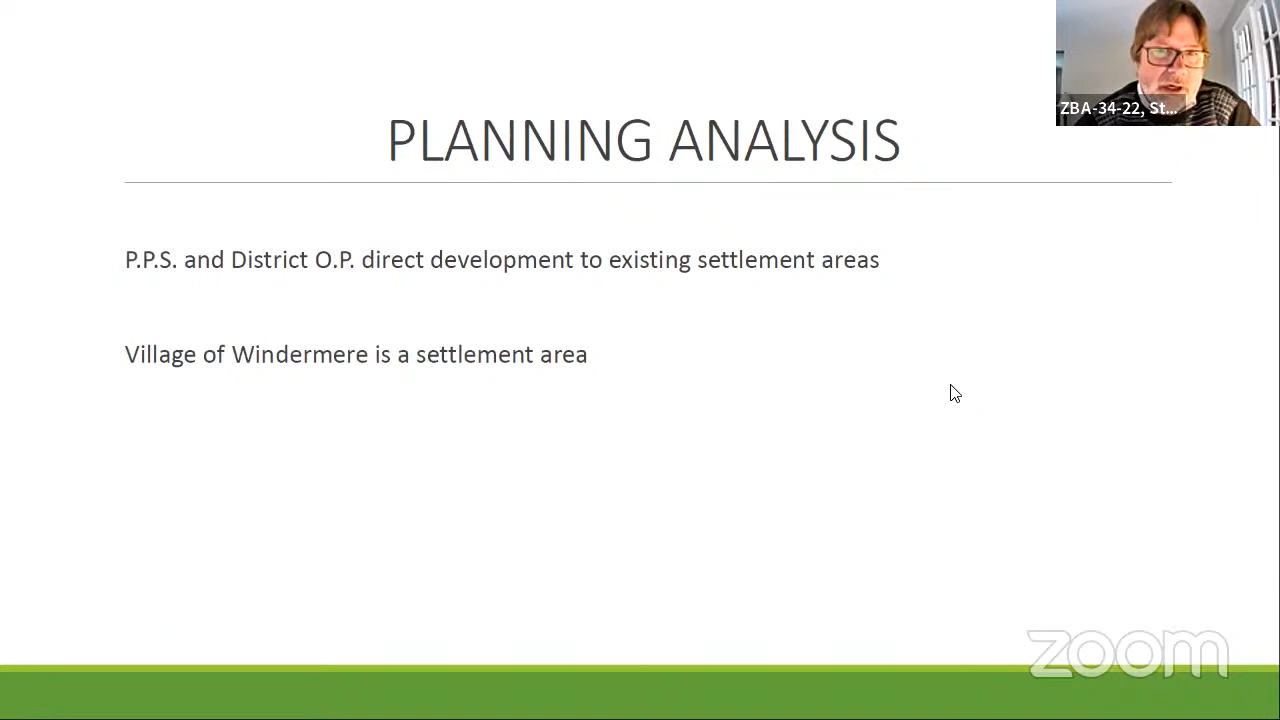 ZBA-34-22, St...
PLANNING ANALYSIS
P.P.S. and District O.P. direct development to existing settlement areas
Village of Windermere is a settlement area
zoom